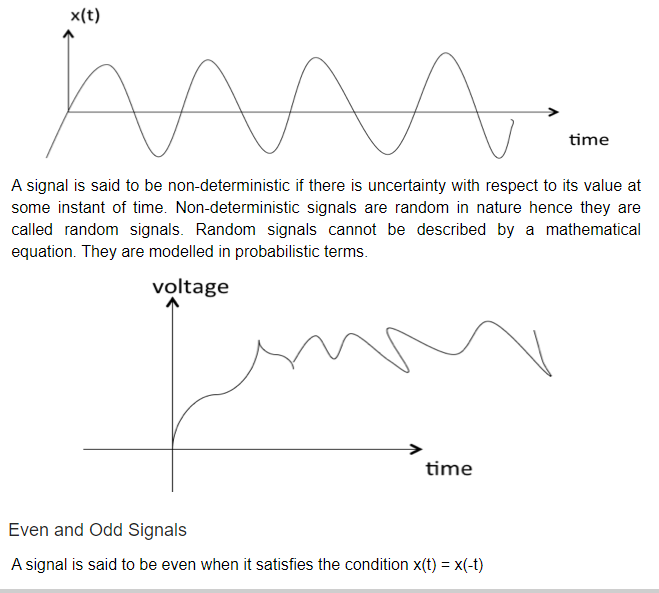 x(t)
time
A signal is said to be non-deterministic if there is uncertainty with respect to its value at
some instant of time. Non-deterministic signals are random in nature hence they are
called random signals. Random signals cannot be described by a mathematical
equation. They are modelled in probabilistic terms.
voltage
time
Even and Odd Signals
A signal is said to be even when it satisfies the condition x(t) = x(-t)